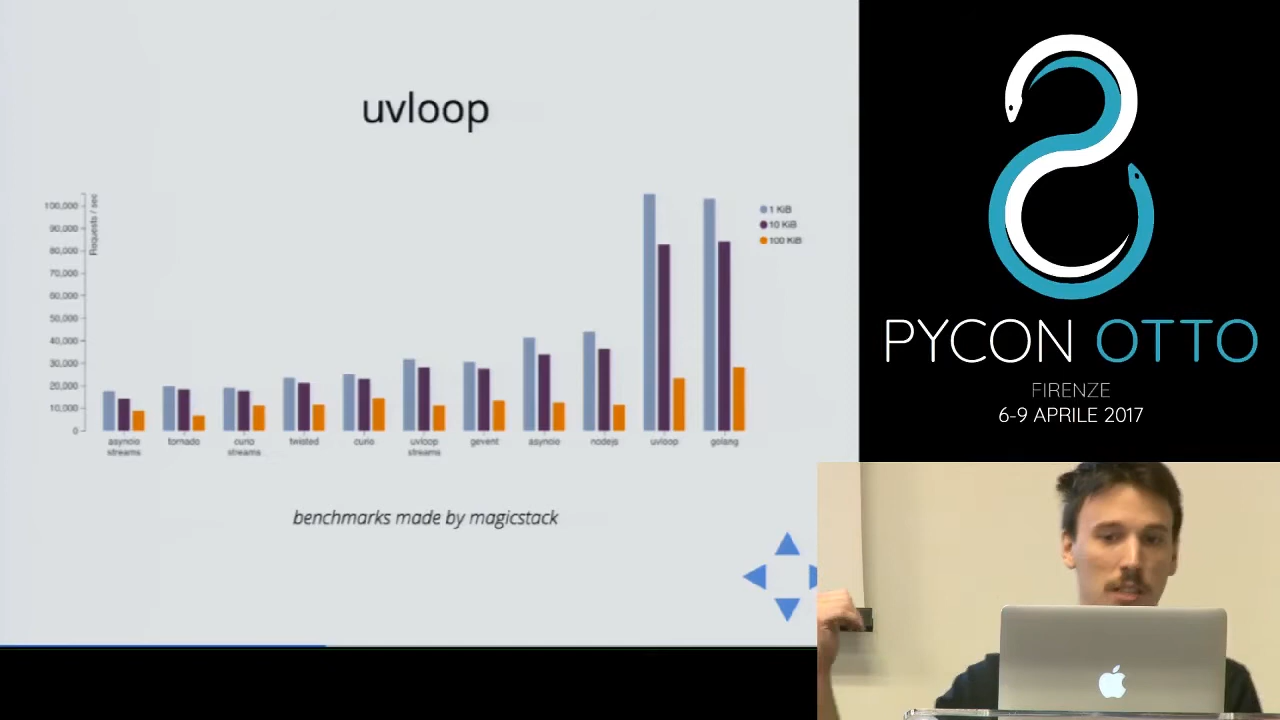 uvloop
100,000
90,000
80,000
70,000
60,000
50,000
40,000
30,000
20,000
10,000
0
Requests / sec
1 KiB
10 KiB
100 KiB
asyncio streams
tornado
curio streams
twisted
curio
uvloop streams
gevent
asyncio
nodejs
uvloop
golang
benchmarks made by magicstack
PYCON OTTO
FIRENZE
6-9 APRILE 2017